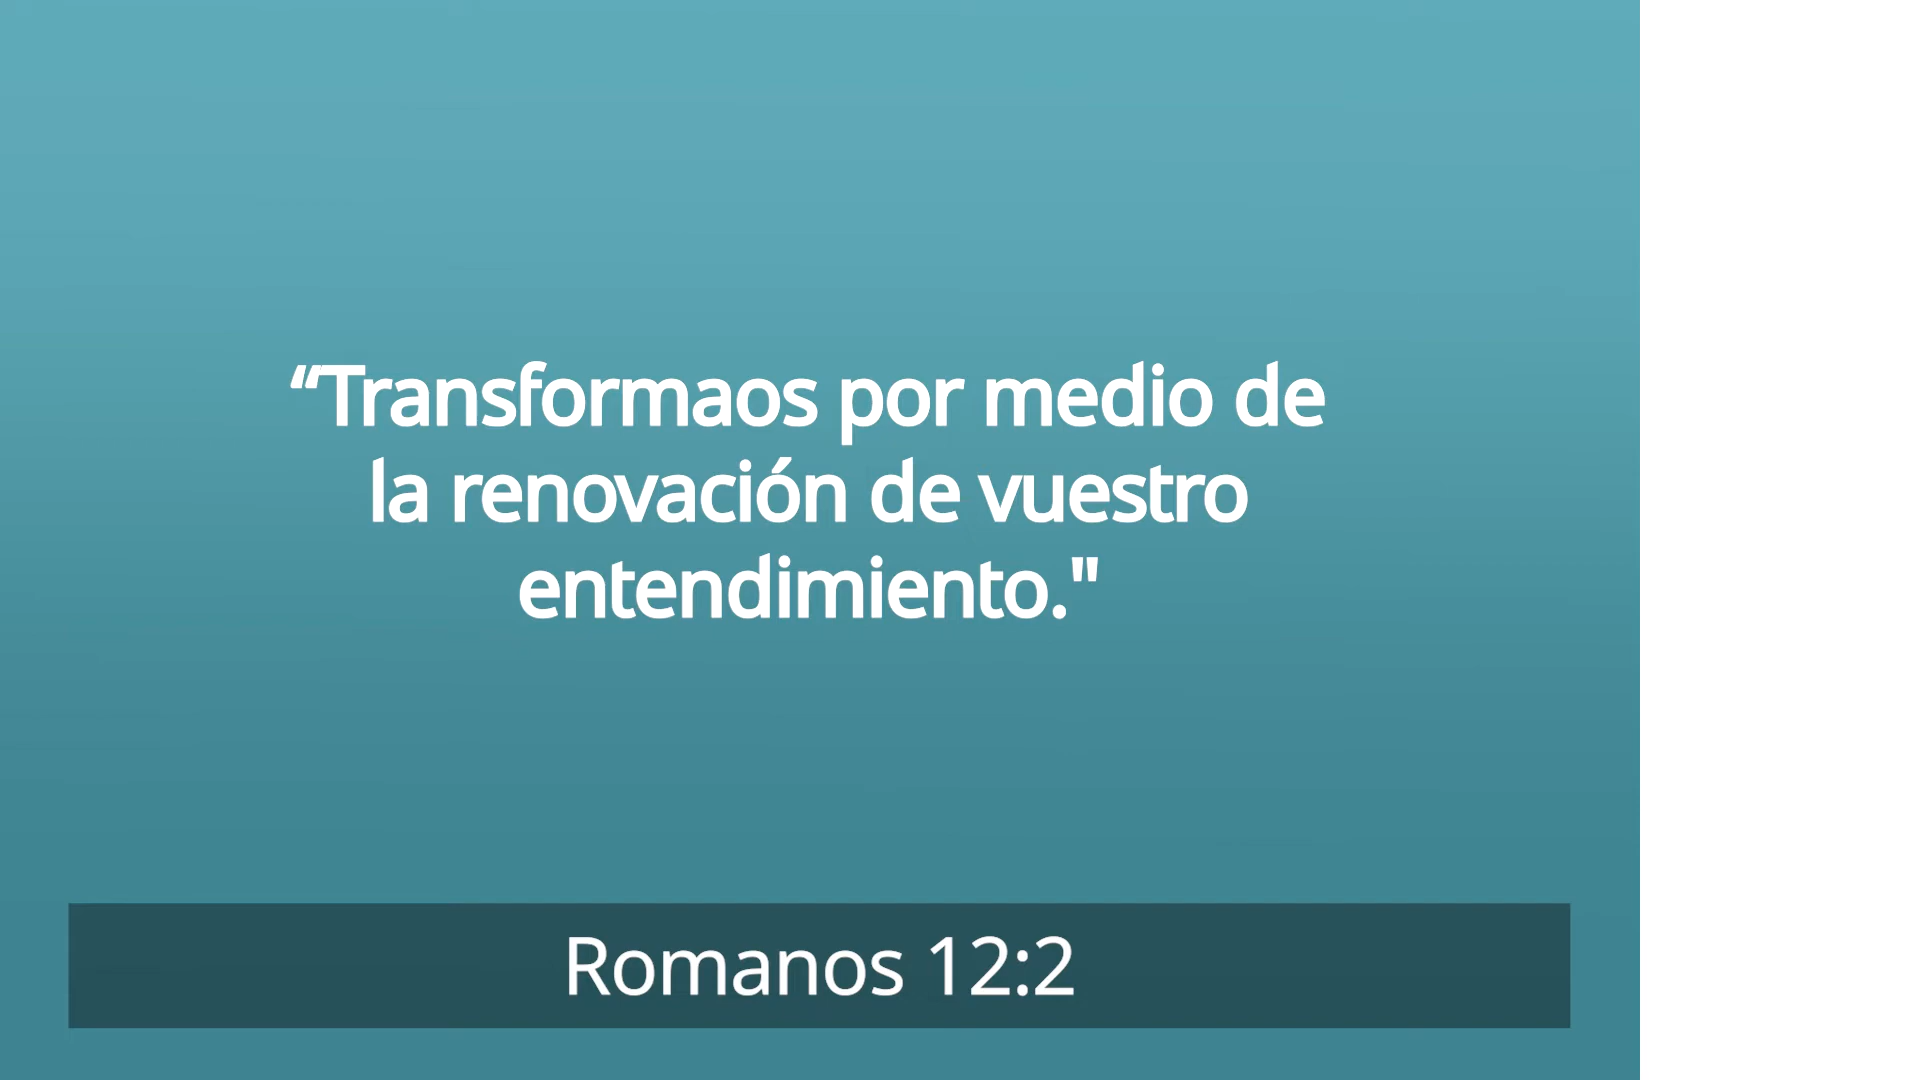 “Transformaos por medio de
la renovación de vuestro
entendimiento."
Romanos 12:2